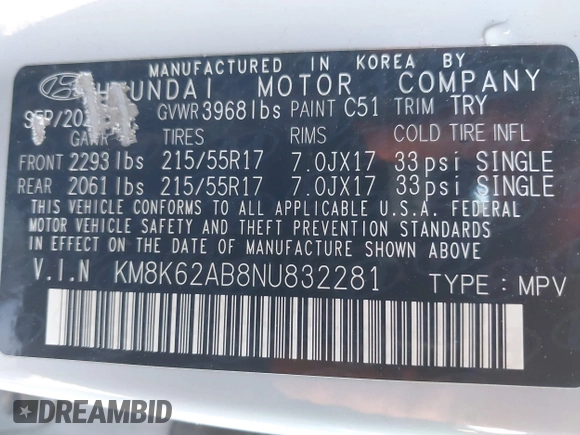 MANUFACTURED IN KOREA BY
HYUNDAI MOTOR COMPANY
GVWR 3968lbs PAINT C51 TRIM TRY
GAWR TIRES RIMS COLD TIRE INFL
FRONT 2293lbs 215/55R17 7.0JX17 33psi SINGLE
REAR 2061lbs 215/55R17 7.0JX17 33psi SINGLE
THIS VEHICLE CONFORMS TO ALL APPLICABLE U.S.A. FEDERAL
MOTOR VEHICLE SAFETY AND THEFT PREVENTION STANDARDS
IN EFFECT ON THE DATE OF MANUFACTURE SHOWN ABOVE.
V.I.N KM8K62AB8NU832281 TYPE : MPV
DREAMBID